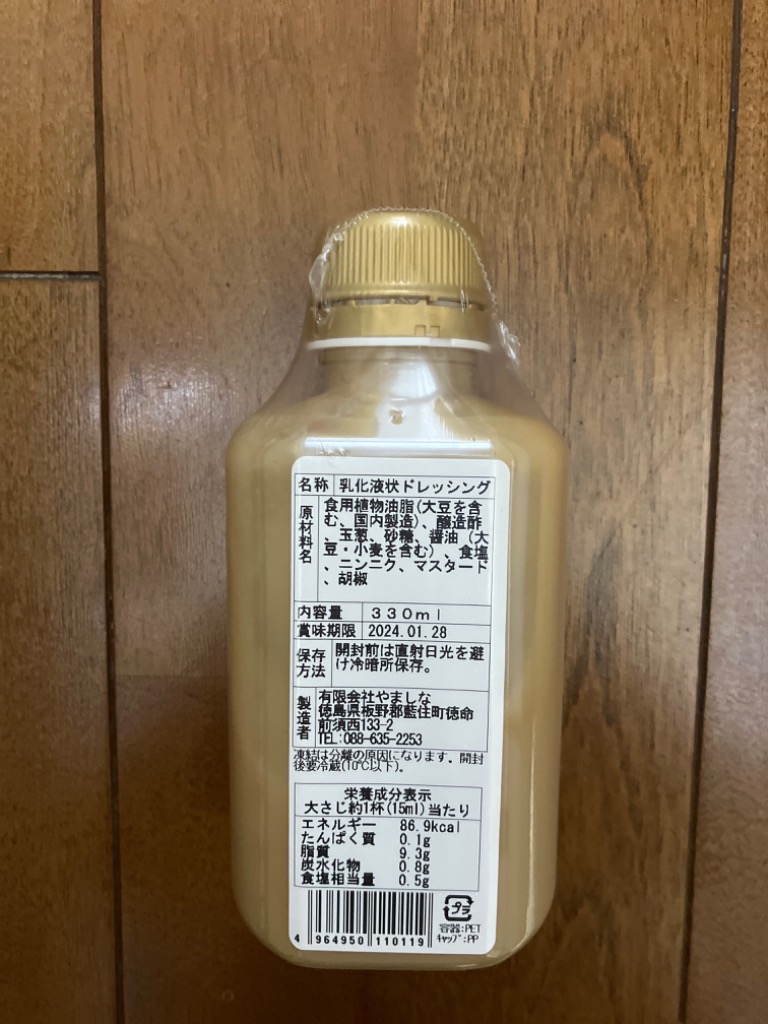 名称 乳化液状ドレッシング
原材料名 食用植物油脂(大豆を含
む、国内製造)、醸造酢
、玉葱、砂糖、醤油(大
豆・小麦を含む)、食塩
、ニンニク、マスタード
、胡椒
内容量 330ml
賞味期限 2024.01.28
保存方法 開封前は直射日光を避
け冷暗所保存。
製造者 有限会社やましな
徳島県板野郡藍住町徳命
前須西133-2
TEL:088-635-2253
凍結は分離の原因になります。開封
後要冷蔵(10℃以下)。
栄養成分表示
大さじ約1杯(15ml)当たり
エネルギー 86.9kcal
たんぱく質 0.1g
脂質 9.3g
炭水化物 0.8g
食塩相当量 0.5g
プラ
容器:PET
ｷｬｯﾌﾟ:PP
4 964950 110119